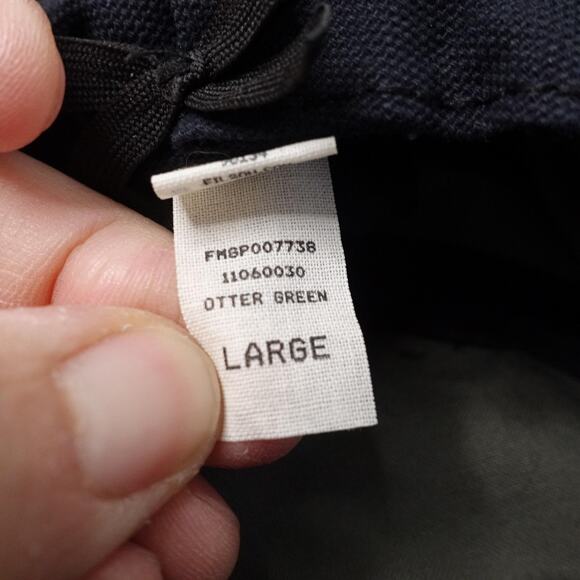 FMGP007738
11060030
OTTER GREEN
LARGE